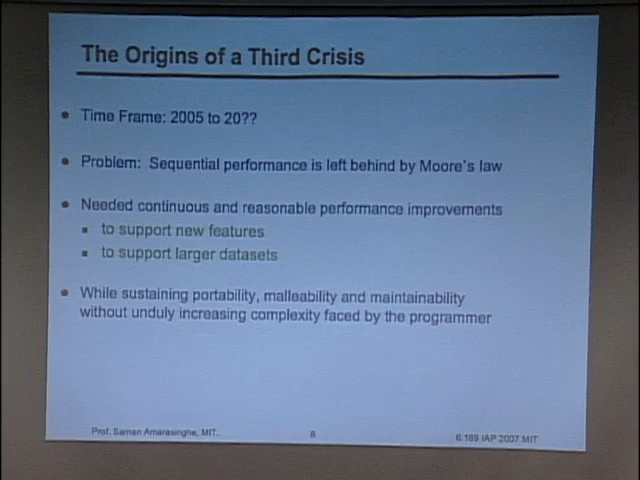 The Origins of a Third Crisis
• Time Frame: 2005 to 20??
• Problem: Sequential performance is left behind by Moore's law
• Needed continuous and reasonable performance improvements
▪ to support new features
▪ to support larger datasets
• While sustaining portability, malleability and maintainability
without unduly increasing complexity faced by the programmer
Prof. Saman Amarasinghe, MIT.
8
6.189 IAP 2007 MIT